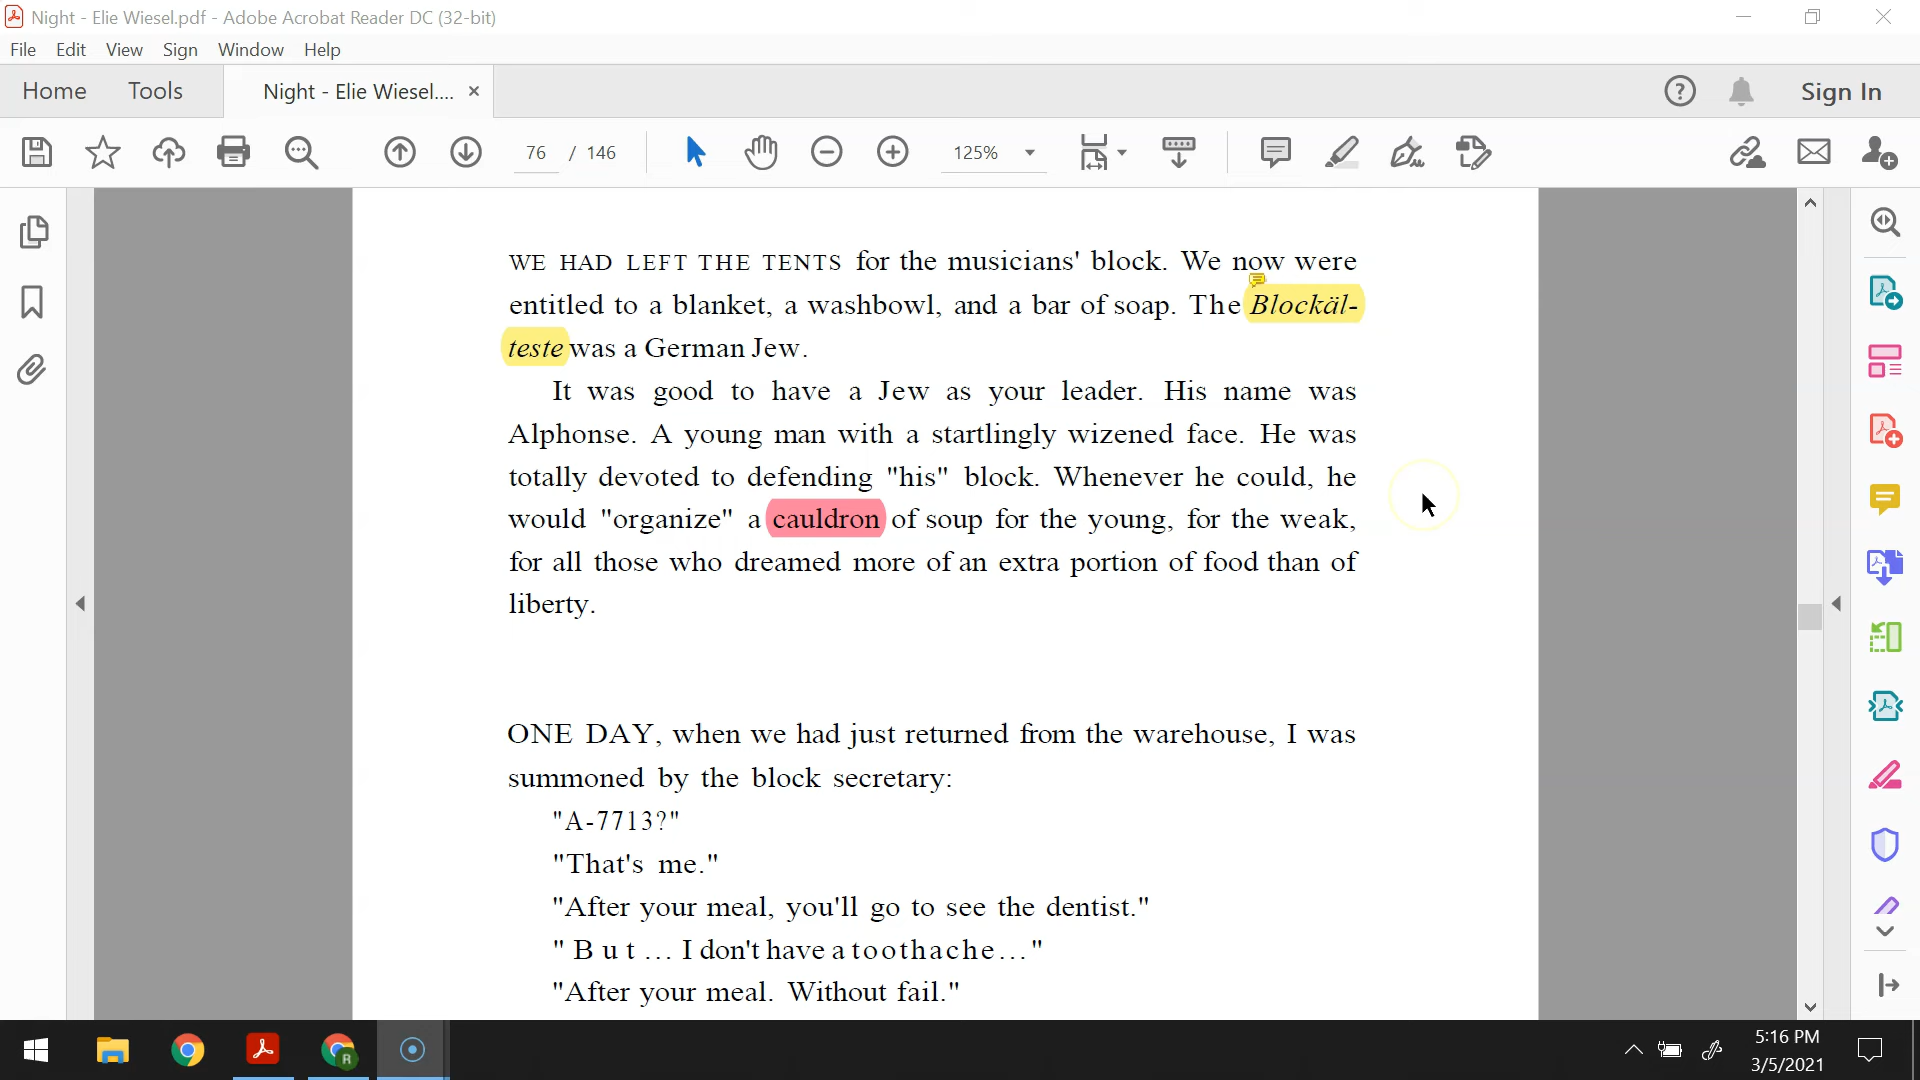 Night - Elie Wiesel.pdf - Adobe Acrobat Reader DC (32-bit)
File Edit View Sign Window Help
Home Tools Night - Elie Wiesel.... × Sign In
76 / 146 125%
WE HAD LEFT THE TENTS for the musicians' block. We now were
entitled to a blanket, a washbowl, and a bar of soap. The Blockäl-
teste was a German Jew.
It was good to have a Jew as your leader. His name was
Alphonse. A young man with a startlingly wizened face. He was
totally devoted to defending "his" block. Whenever he could, he
would "organize" a cauldron of soup for the young, for the weak,
for all those who dreamed more of an extra portion of food than of
liberty.
ONE DAY, when we had just returned from the warehouse, I was
summoned by the block secretary:
"A-7713?"
"That's me."
"After your meal, you'll go to see the dentist."
" B u t ... I don't have a toothache..."
"After your meal. Without fail."
R
5:16 PM
3/5/2021